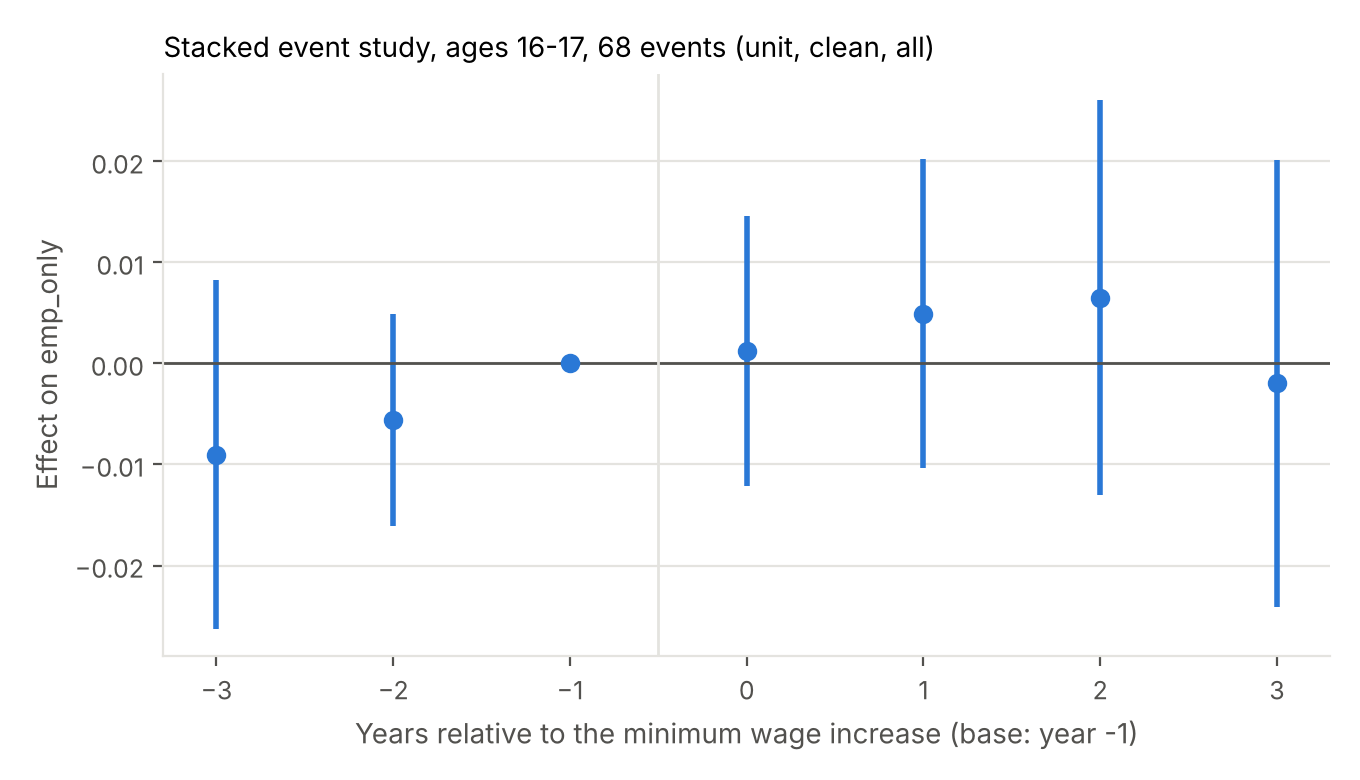 Stacked event study, ages 16-17, 68 events (unit, clean, all)
Effect on emp_only
0.02
0.01
0.00
−0.01
−0.02
−3 −2 −1 0 1 2 3
Years relative to the minimum wage increase (base: year -1)